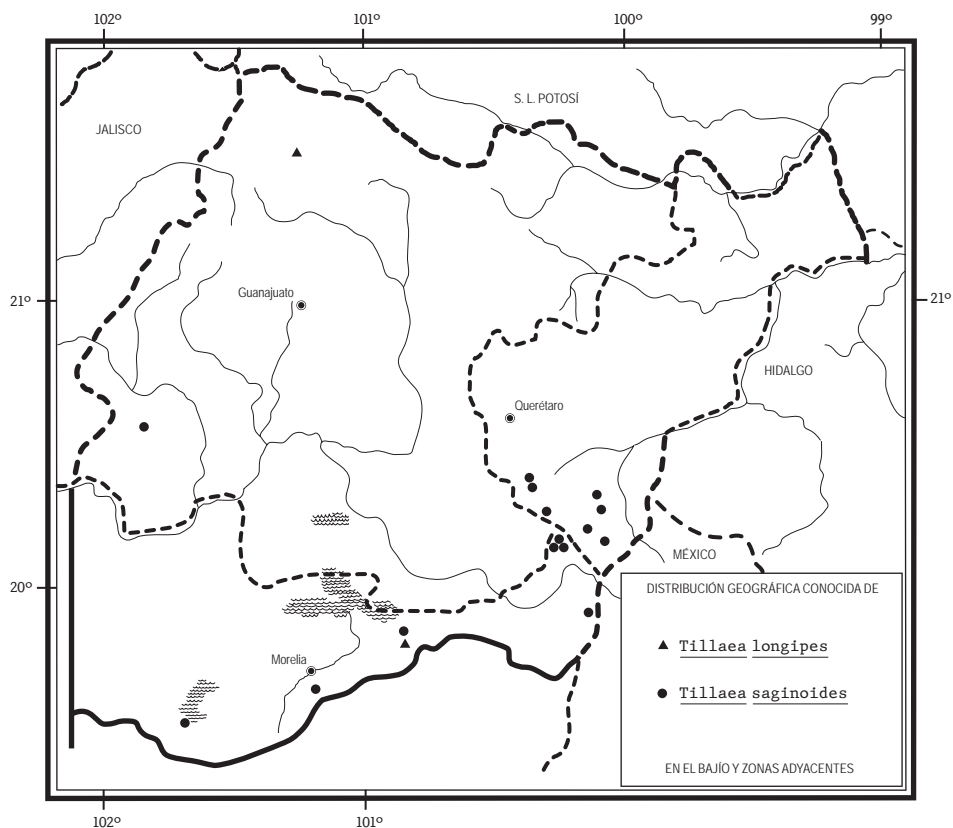 102º 101º 100º 99º
S. L. POTOSÍ
JALISCO
Guanajuato
21º 21º
HIDALGO
Querétaro
MÉXICO
20º
DISTRIBUCIÓN GEOGRÁFICA CONOCIDA DE
Tillaea longipes
Morelia
Tillaea saginoides
EN EL BAJÍO Y ZONAS ADYACENTES
102º 101º